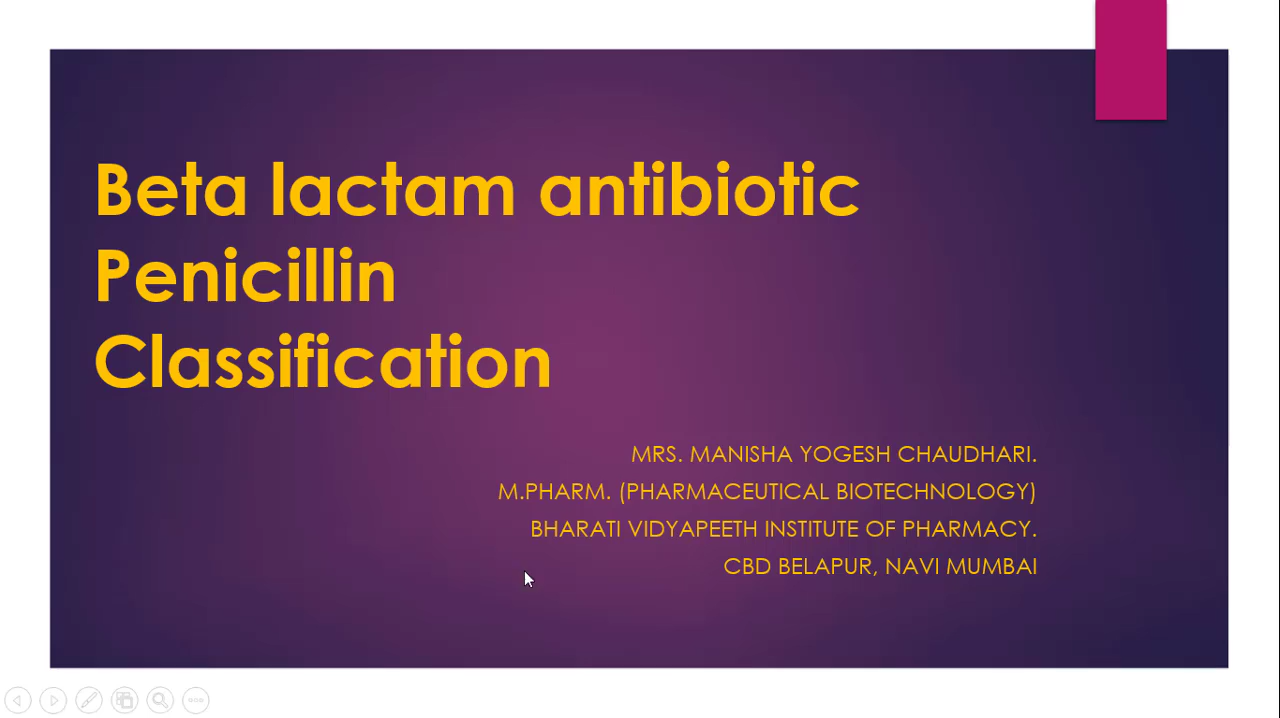 Beta lactam antibiotic
Penicillin
Classification
MRS. MANISHA YOGESH CHAUDHARI.
M.PHARM. (PHARMACEUTICAL BIOTECHNOLOGY)
BHARATI VIDYAPEETH INSTITUTE OF PHARMACY.
CBD BELAPUR, NAVI MUMBAI